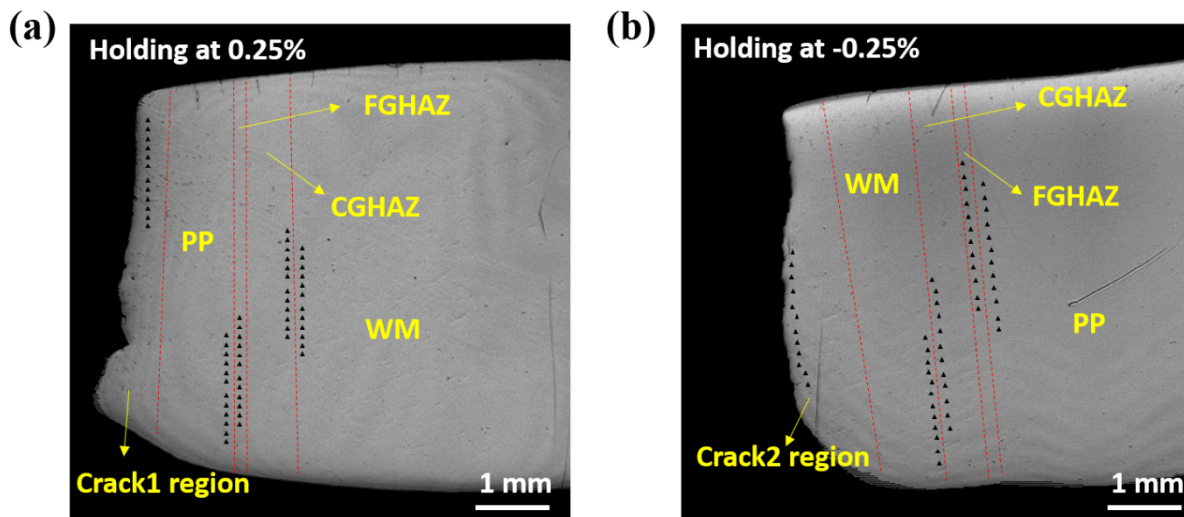 (a)
Holding at 0.25%
FGHAZ
CGHAZ
PP
WM
Crack1 region
1 mm
(b)
Holding at -0.25%
CGHAZ
WM
FGHAZ
PP
Crack2 region
1 mm